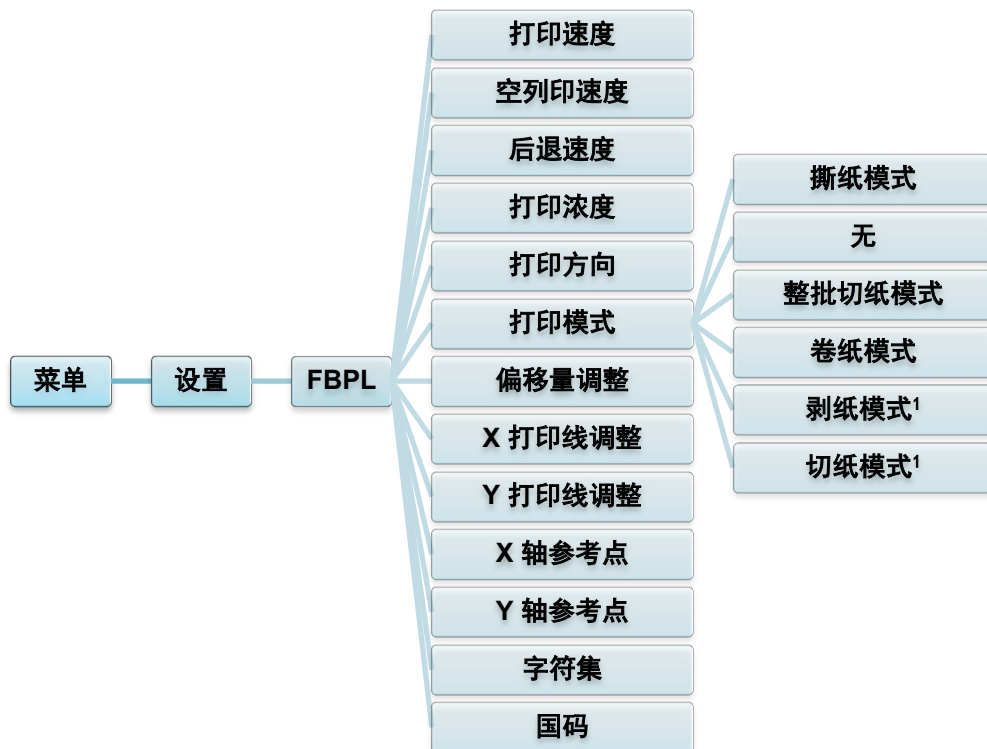 菜单
设置
FBPL
打印速度
空列印速度
后退速度
打印浓度
打印方向
打印模式
偏移量调整
X 打印线调整
Y 打印线调整
X 轴参考点
Y 轴参考点
字符集
国码
撕纸模式
无
整批切纸模式
卷纸模式
剥纸模式¹
切纸模式¹